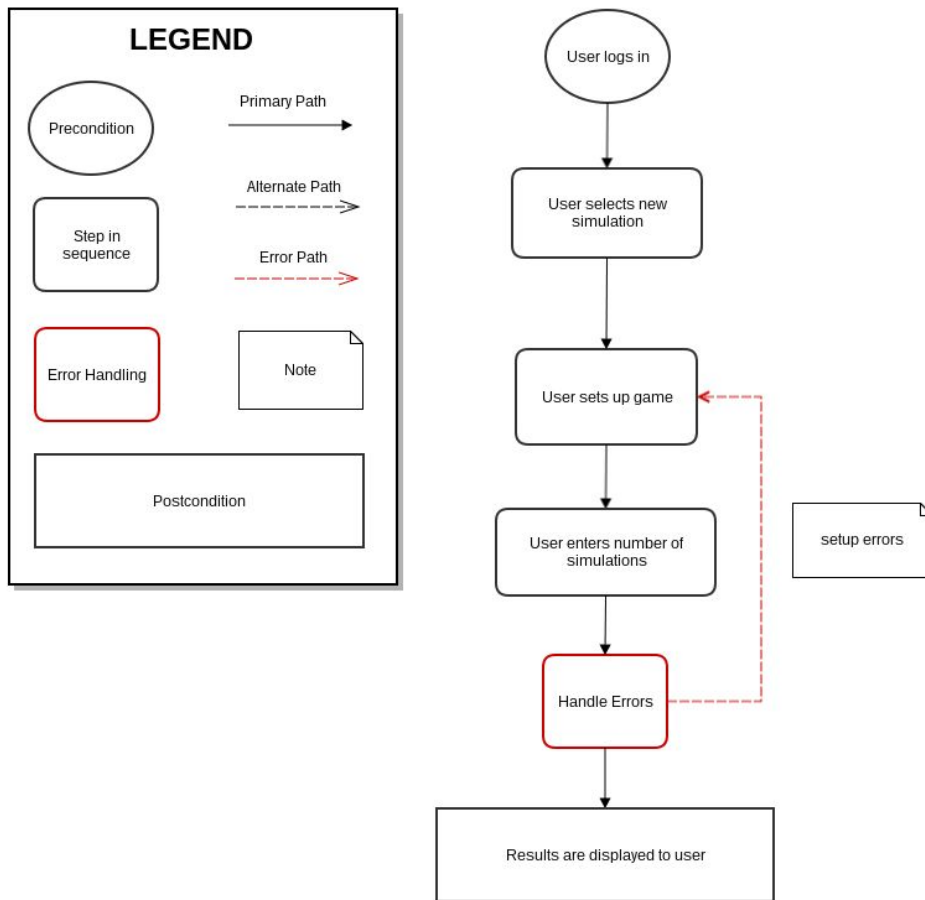 LEGEND
Precondition
Primary Path
Alternate Path
Step in
sequence
Error Path
Error Handling
Note
Postcondition
User logs in
User selects new
simulation
User sets up game
User enters number of
simulations
setup errors
Handle Errors
Results are displayed to user